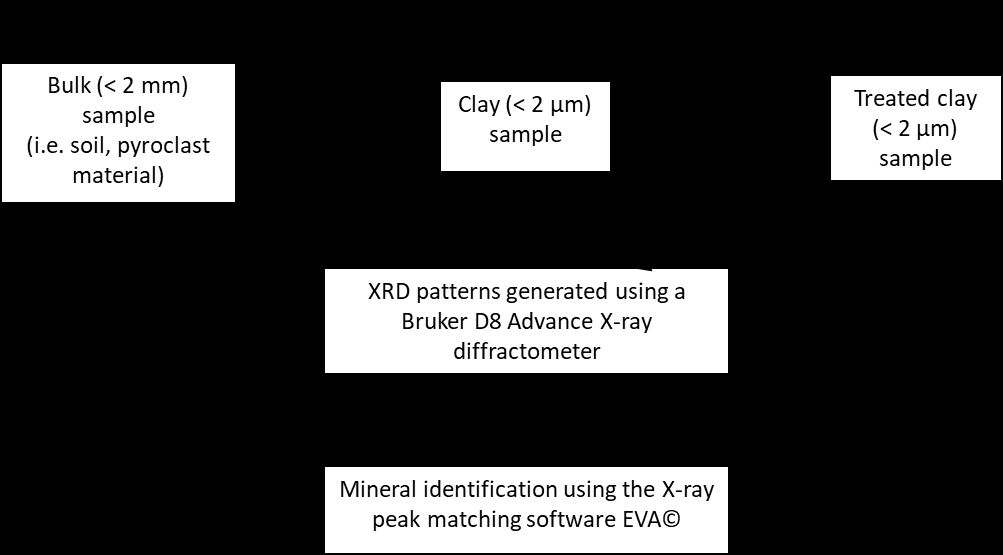 Bulk (< 2 mm)
sample
(i.e. soil, pyroclast
material)
Clay (< 2 µm)
sample
Treated clay
(< 2 µm)
sample
XRD patterns generated using a
Bruker D8 Advance X-ray
diffractometer
Mineral identification using the X-ray
peak matching software EVA©